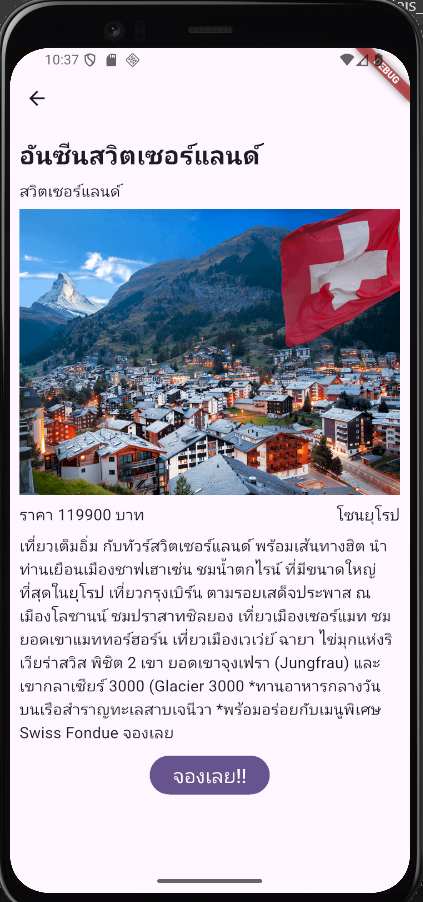 10:37
DEBUG
อันซีนสวิตเซอร์แลนด์
สวิตเซอร์แลนด์
ราคา 119900 บาท
โซนยุโรป
เที่ยวเต็มอิ่ม กับทัวร์สวิตเซอร์แลนด์ พร้อมเส้นทางฮิต นำ
ท่านเยือนเมืองชาฟเฮาเซ่น ชมน้ำตกไรน์ ที่มีขนาดใหญ่
ที่สุดในยุโรป เที่ยวกรุงเบิร์น ตามรอยเสด็จประพาส ณ
เมืองโลซานน์ ชมปราสาทชิลยอง เที่ยวเมืองเซอร์แมท ชม
ยอดเขาแมททอร์ฮอร์น เที่ยวเมืองเวเว่ย์ ฉายา ไข่มุกแห่งริ
เวียร่าสวิส พิชิต 2 เขา ยอดเขาจุงเฟรา (Jungfrau) และ
เขากลาเซียร์ 3000 (Glacier 3000 *ทานอาหารกลางวัน
บนเรือสำราญทะเลสาบเจนีวา *พร้อมอร่อยกับเมนูพิเศษ
Swiss Fondue จองเลย
จองเลย!!